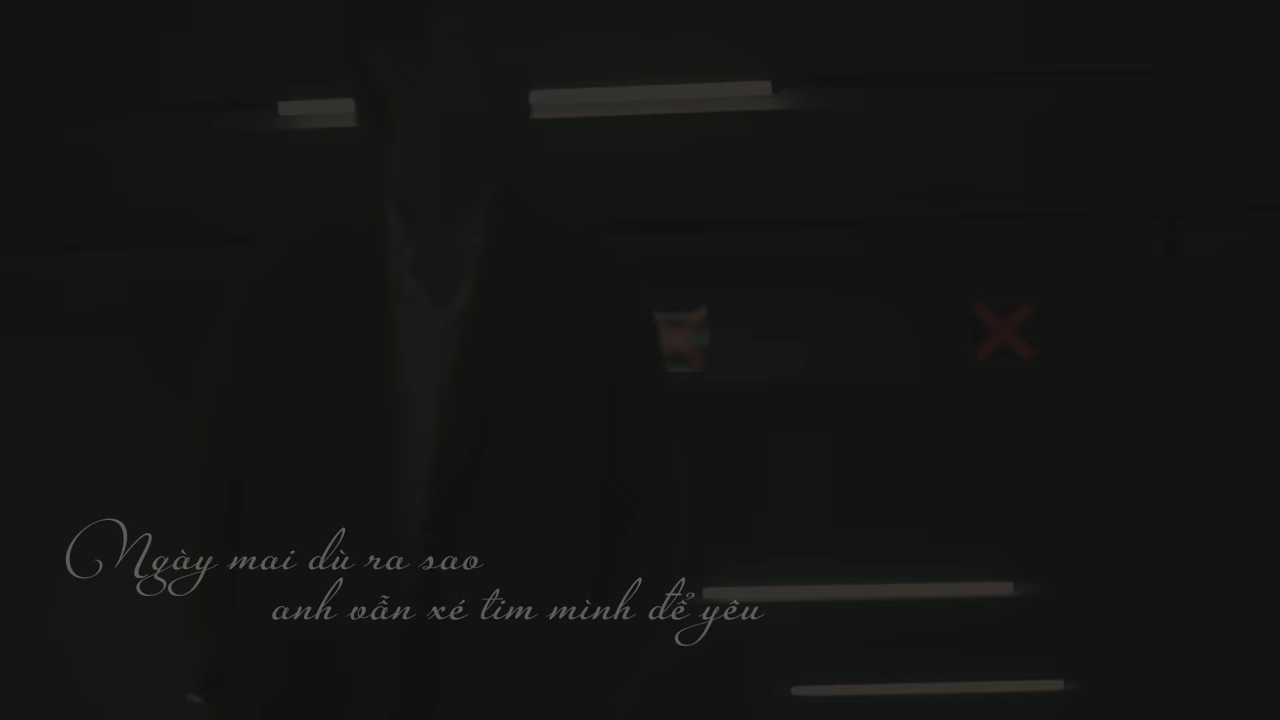 Ngày mai dù ra sao
anh vẫn xé tim mình để yêu